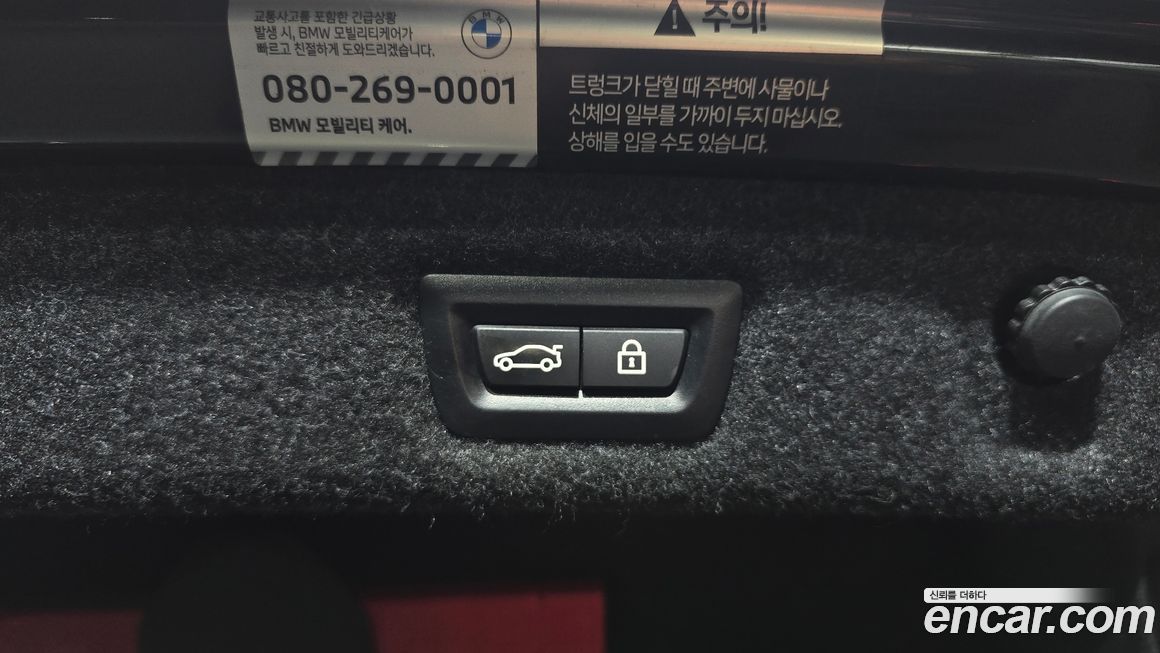 교통사고를 포함한 긴급상황
발생 시, BMW 모빌리티케어가
빠르고 친절하게 도와드리겠습니다.
BMW
080-269-0001
BMW 모빌리티 케어.
주의!
트렁크가 닫힐 때 주변에 사물이나
신체의 일부를 가까이 두지 마십시오.
상해를 입을 수도 있습니다.
신뢰를 더하다
encar.com